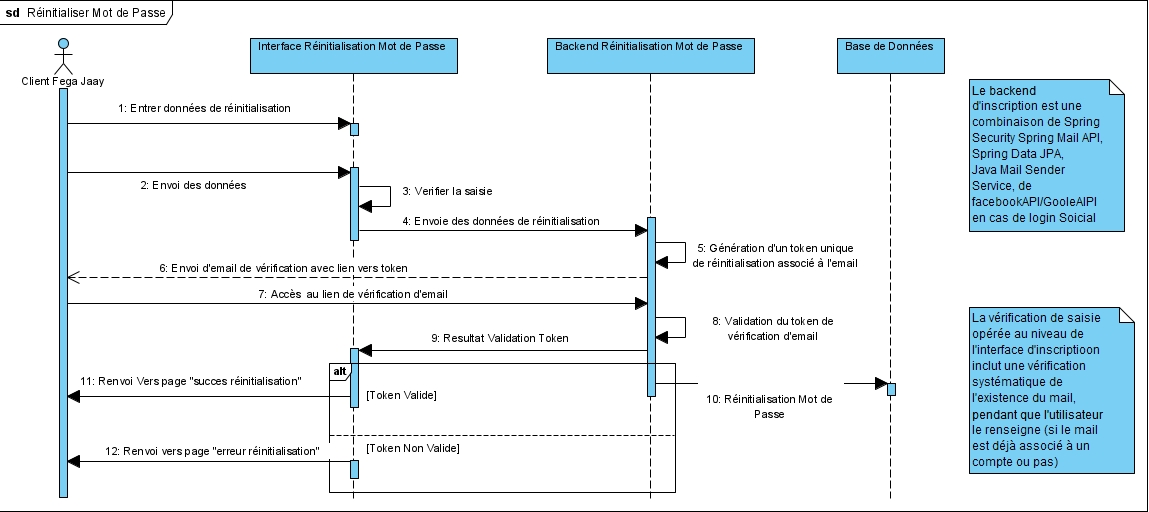 sd Réinitialiser Mot de Passe
Client Fega Jaay
Interface Réinitialisation Mot de Passe
Backend Réinitialisation Mot de Passe
Base de Données
1: Entrer données de réinitialisation
2: Envoi des données
3: Verifier la saisie
4: Envoie des données de réinitialisation
5: Génération d'un token unique
de réinitialisation associé à l'email
6: Envoi d'email de vérification avec lien vers token
7: Accès au lien de vérification d'email
8: Validation du token de
vérification d'email
9: Resultat Validation Token
alt
10: Réinitialisation Mot de
Passe
11: Renvoi Vers page "succes réinitialisation"
[Token Valide]
12: Renvoi vers page "erreur réinitialisation"
[Token Non Valide]
Le backend
d'inscription est une
combinaison de Spring
Security Spring Mail API,
Spring Data JPA,
Java Mail Sender
Service, de
facebookAPI/GooleAIPI
en cas de login Soicial
La vérification de saisie
opérée au niveau de
l'interface d'inscriptioon
inclut une vérification
systématique de
l'existence du mail,
pendant que l'utilisateur
le renseigne (si le mail
est déjà associé à un
compte ou pas)